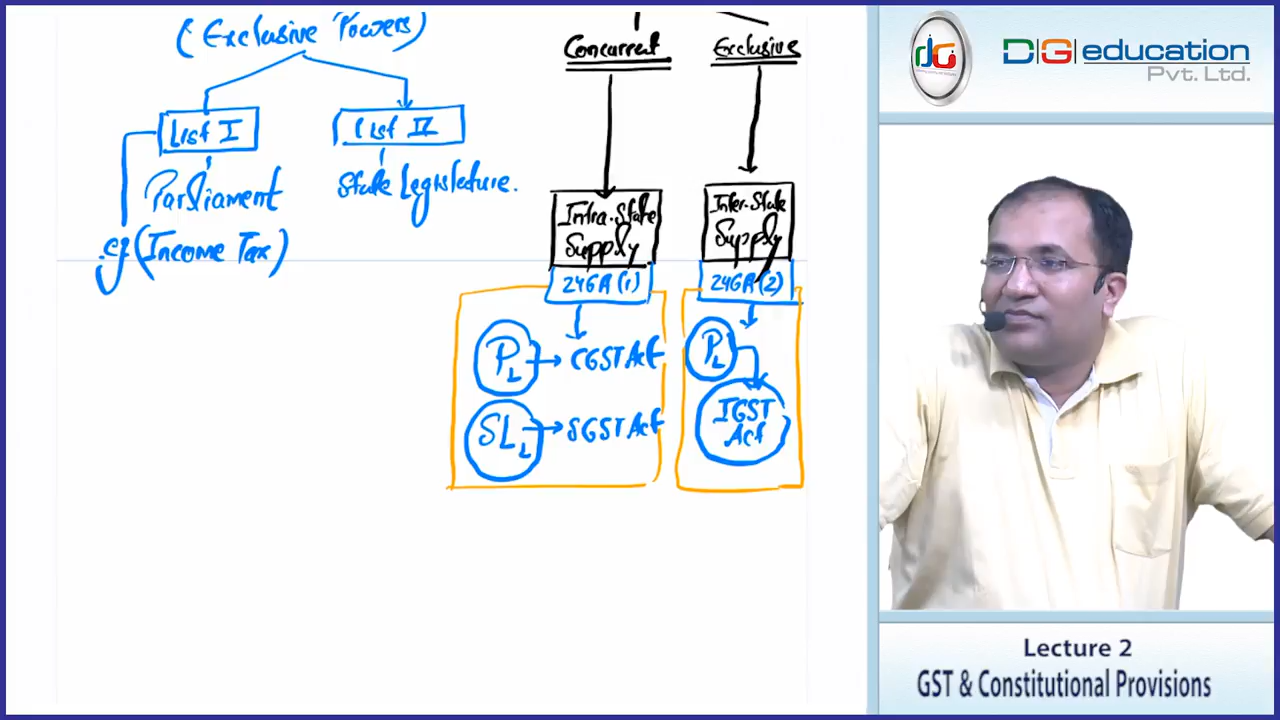 (Exclusive Powers)
List I
List II
Parliament
State Legislature.
eg (Income Tax)
Concurrent
Exclusive
Intra-State
Supply
Inter-State
Supply
246A(1)
246A(2)
PL
CGST Act
SLL
SGST Act
PL
IGST
Act
DG
D|G|education
Pvt. Ltd.
Lecture 2
GST & Constitutional Provisions